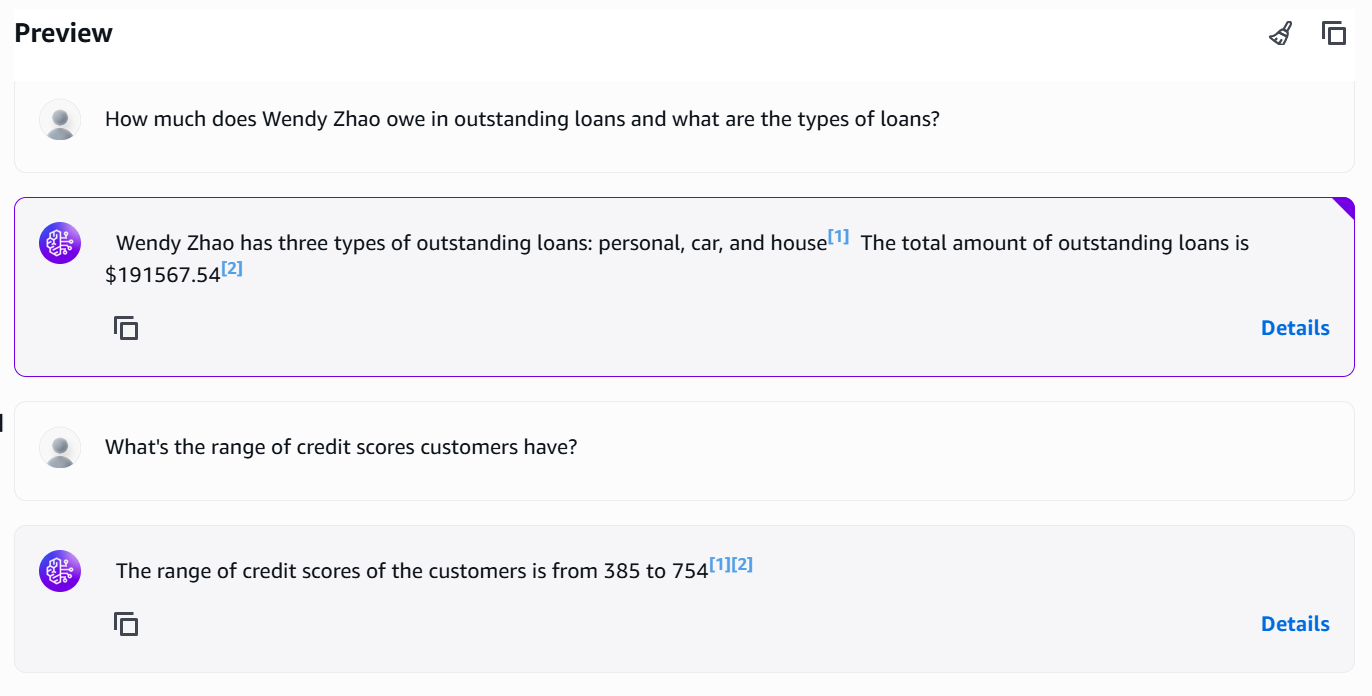 Preview
How much does Wendy Zhao owe in outstanding loans and what are the types of loans?
Wendy Zhao has three types of outstanding loans: personal, car, and house[1] The total amount of outstanding loans is
$191567.54[2]
Details
What's the range of credit scores customers have?
The range of credit scores of the customers is from 385 to 754[1][2]
Details